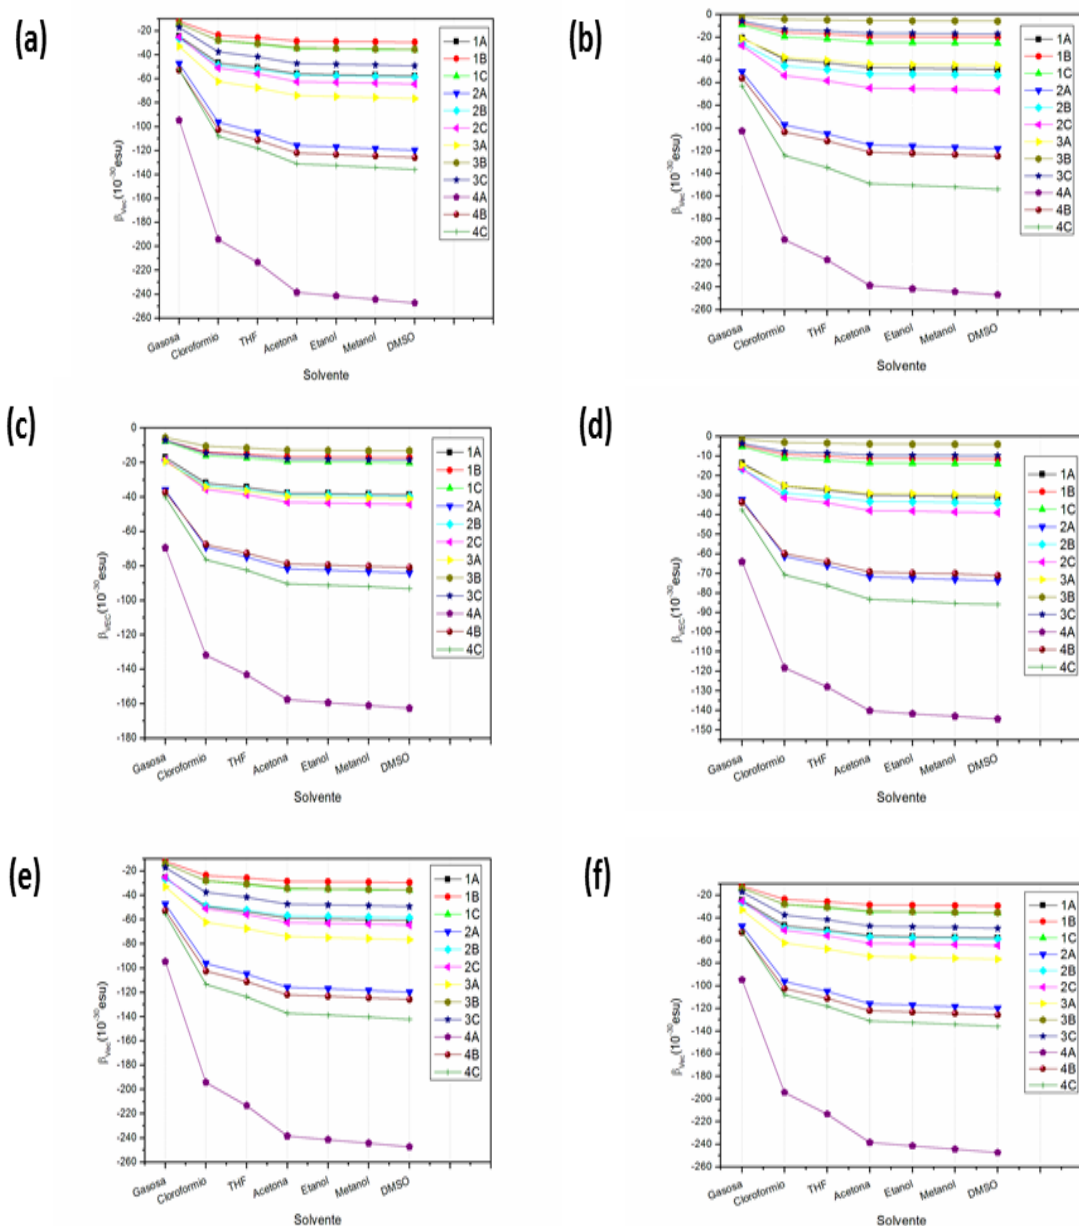 (a)
-20
-40
-60
-80
-100
-120
-140
-160
-180
-200
-220
-240
-260
βVec(10⁻³⁰esu)
Gasosa
Cloroformio
THF
Acetona
Etanol
Metanol
DMSO
Solvente
1A
1B
1C
2A
2B
2C
3A
3B
3C
4A
4B
4C
(b)
0
-20
-40
-60
-80
-100
-120
-140
-160
-180
-200
-220
-240
-260
βVec(10⁻³⁰esu)
Gasosa
Cloroformio
THF
Acetona
Etanol
Metanol
DMSO
Solvente
1A
1B
1C
2A
2B
2C
3A
3B
3C
4A
4B
4C
(c)
0
-20
-40
-60
-80
-100
-120
-140
-160
-180
βVEC(10⁻³⁰esu)
Gasosa
Cloroformio
THF
Acetona
Etanol
Metanol
DMSO
Solvente
1A
1B
1C
2A
2B
2C
3A
3B
3C
4A
4B
4C
(d)
0
-10
-20
-30
-40
-50
-60
-70
-80
-90
-100
-110
-120
-130
-140
-150
βVEC(10⁻³⁰esu)
Gasosa
Cloroformio
THF
Acetona
Etanol
Metanol
DMSO
Solvente
1A
1B
1C
2A
2B
2C
3A
3B
3C
4A
4B
4C
(e)
-20
-40
-60
-80
-100
-120
-140
-160
-180
-200
-220
-240
-260
βVec(10⁻³⁰esu)
Gasosa
Cloroformio
THF
Acetona
Etanol
Metanol
DMSO
Solvente
1A
1B
1C
2A
2B
2C
3A
3B
3C
4A
4B
4C
(f)
-20
-40
-60
-80
-100
-120
-140
-160
-180
-200
-220
-240
-260
βVec(10⁻³⁰esu)
Gasosa
Cloroformio
THF
Acetona
Etanol
Metanol
DMSO
Solvente
1A
1B
1C
2A
2B
2C
3A
3B
3C
4A
4B
4C